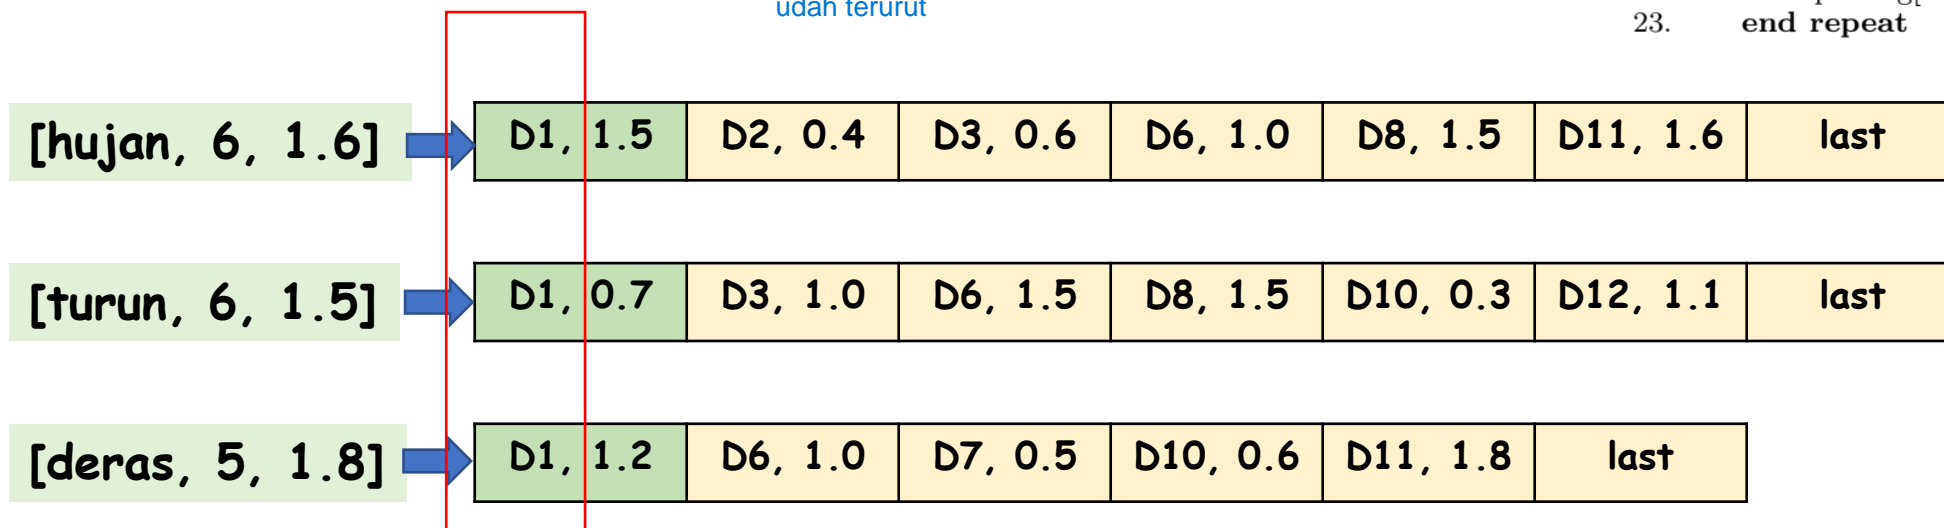 udah terurut
23. end repeat
[hujan, 6, 1.6] D1, 1.5 D2, 0.4 D3, 0.6 D6, 1.0 D8, 1.5 D11, 1.6 last
[turun, 6, 1.5] D1, 0.7 D3, 1.0 D6, 1.5 D8, 1.5 D10, 0.3 D12, 1.1 last
[deras, 5, 1.8] D1, 1.2 D6, 1.0 D7, 0.5 D10, 0.6 D11, 1.8 last